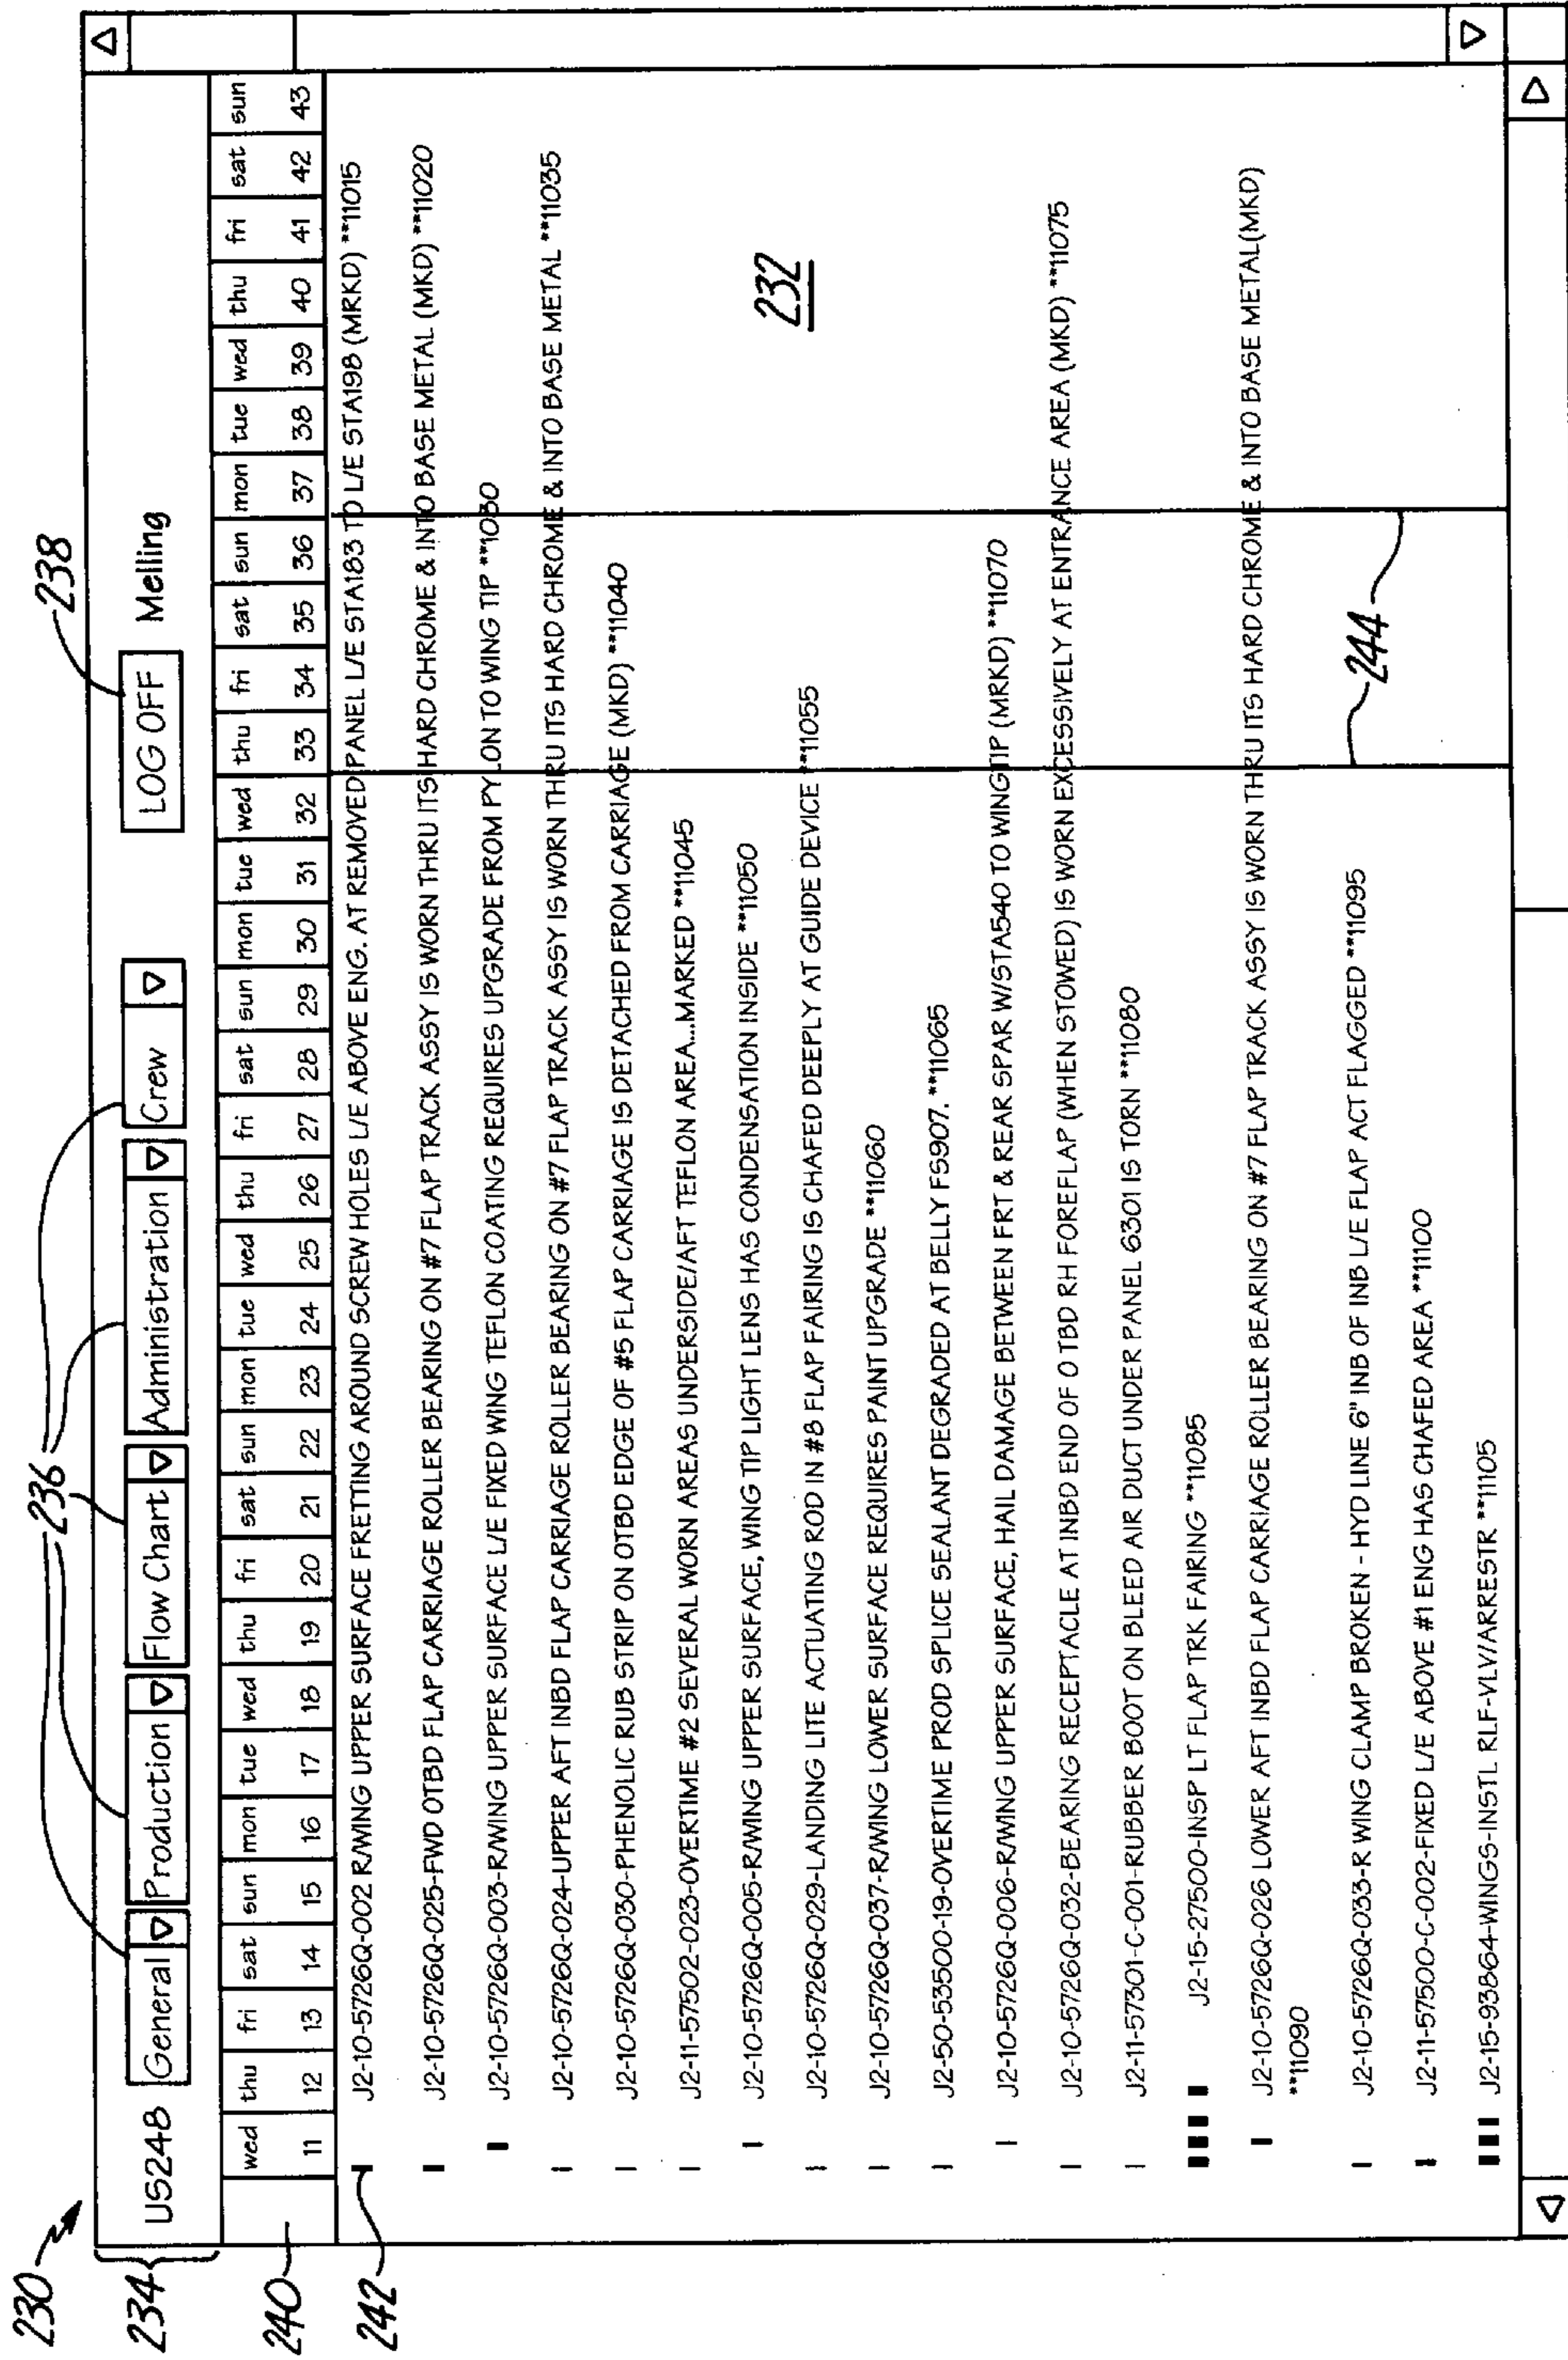 230
234
240
242
236
238
US248 General Production Flow Chart Administration Crew LOG OFF Melling
wed thu fri sat sun mon tue wed thu fri sat sun mon tue wed thu fri sat sun mon tue wed thu fri sat sun mon tue wed thu fri sat sun
11 12 13 14 15 16 17 18 19 20 21 22 23 24 25 26 27 28 29 30 31 32 33 34 35 36 37 38 39 40 41 42 43
J2-10-5726Q-002 R/WING UPPER SURFACE FRETTING AROUND SCREW HOLES L/E ABOVE ENG. AT REMOVED PANEL L/E STA183 TO L/E STA198 (MRKD) **11015
J2-10-5726Q-025-FWD OTBD FLAP CARRIAGE ROLLER BEARING ON #7 FLAP TRACK ASSY IS WORN THRU ITS HARD CHROME & INTO BASE METAL (MKD) **11020
J2-10-5726Q-003-R/WING UPPER SURFACE L/E FIXED WING TEFLON COATING REQUIRES UPGRADE FROM PYLON TO WING TIP **11030
J2-10-5726Q-024-UPPER AFT INBD FLAP CARRIAGE ROLLER BEARING ON #7 FLAP TRACK ASSY IS WORN THRU ITS HARD CHROME & INTO BASE METAL **11035
J2-10-5726Q-030-PHENOLIC RUB STRIP ON OTBD EDGE OF #5 FLAP CARRIAGE IS DETACHED FROM CARRIAGE (MKD) **11040
J2-11-57502-023-OVERTIME #2 SEVERAL WORN AREAS UNDERSIDE/AFT TEFLON AREA...MARKED **11045
J2-10-5726Q-005-R/WING UPPER SURFACE, WING TIP LIGHT LENS HAS CONDENSATION INSIDE **11050
J2-10-5726Q-029-LANDING LITE ACTUATING ROD IN #8 FLAP FAIRING IS CHAFED DEEPLY AT GUIDE DEVICE **11055
J2-10-5726Q-037-R/WING LOWER SURFACE REQUIRES PAINT UPGRADE **11060
J2-50-53500-19-OVERTIME PROD SPLICE SEALANT DEGRADED AT BELLY FS907. **11065
J2-10-5726Q-006-R/WING UPPER SURFACE, HAIL DAMAGE BETWEEN FRT & REAR SPAR W/STA540 TO WINGTIP (MRKD) **11070
J2-10-5726Q-032-BEARING RECEPTACLE AT INBD END OF O TBD RH FOREFLAP (WHEN STOWED) IS WORN EXCESSIVELY AT ENTRANCE AREA (MKD) **11075
J2-11-57301-C-001-RUBBER BOOT ON BLEED AIR DUCT UNDER PANEL 6301 IS TORN **11080
J2-15-27500-INSP LT FLAP TRK FAIRING **11085
J2-10-5726Q-026 LOWER AFT INBD FLAP CARRIAGE ROLLER BEARING ON #7 FLAP TRACK ASSY IS WORN THRU ITS HARD CHROME & INTO BASE METAL(MKD)
**11090
J2-10-5726Q-033-R WING CLAMP BROKEN - HYD LINE 6" INB OF INB L/E FLAP ACT FLAGGED **11095
J2-11-57500-C-002-FIXED L/E ABOVE #1 ENG HAS CHAFED AREA **11100
J2-15-93864-WINGS-INSTL RLF-VLV/ARRESTR **11105
232
244